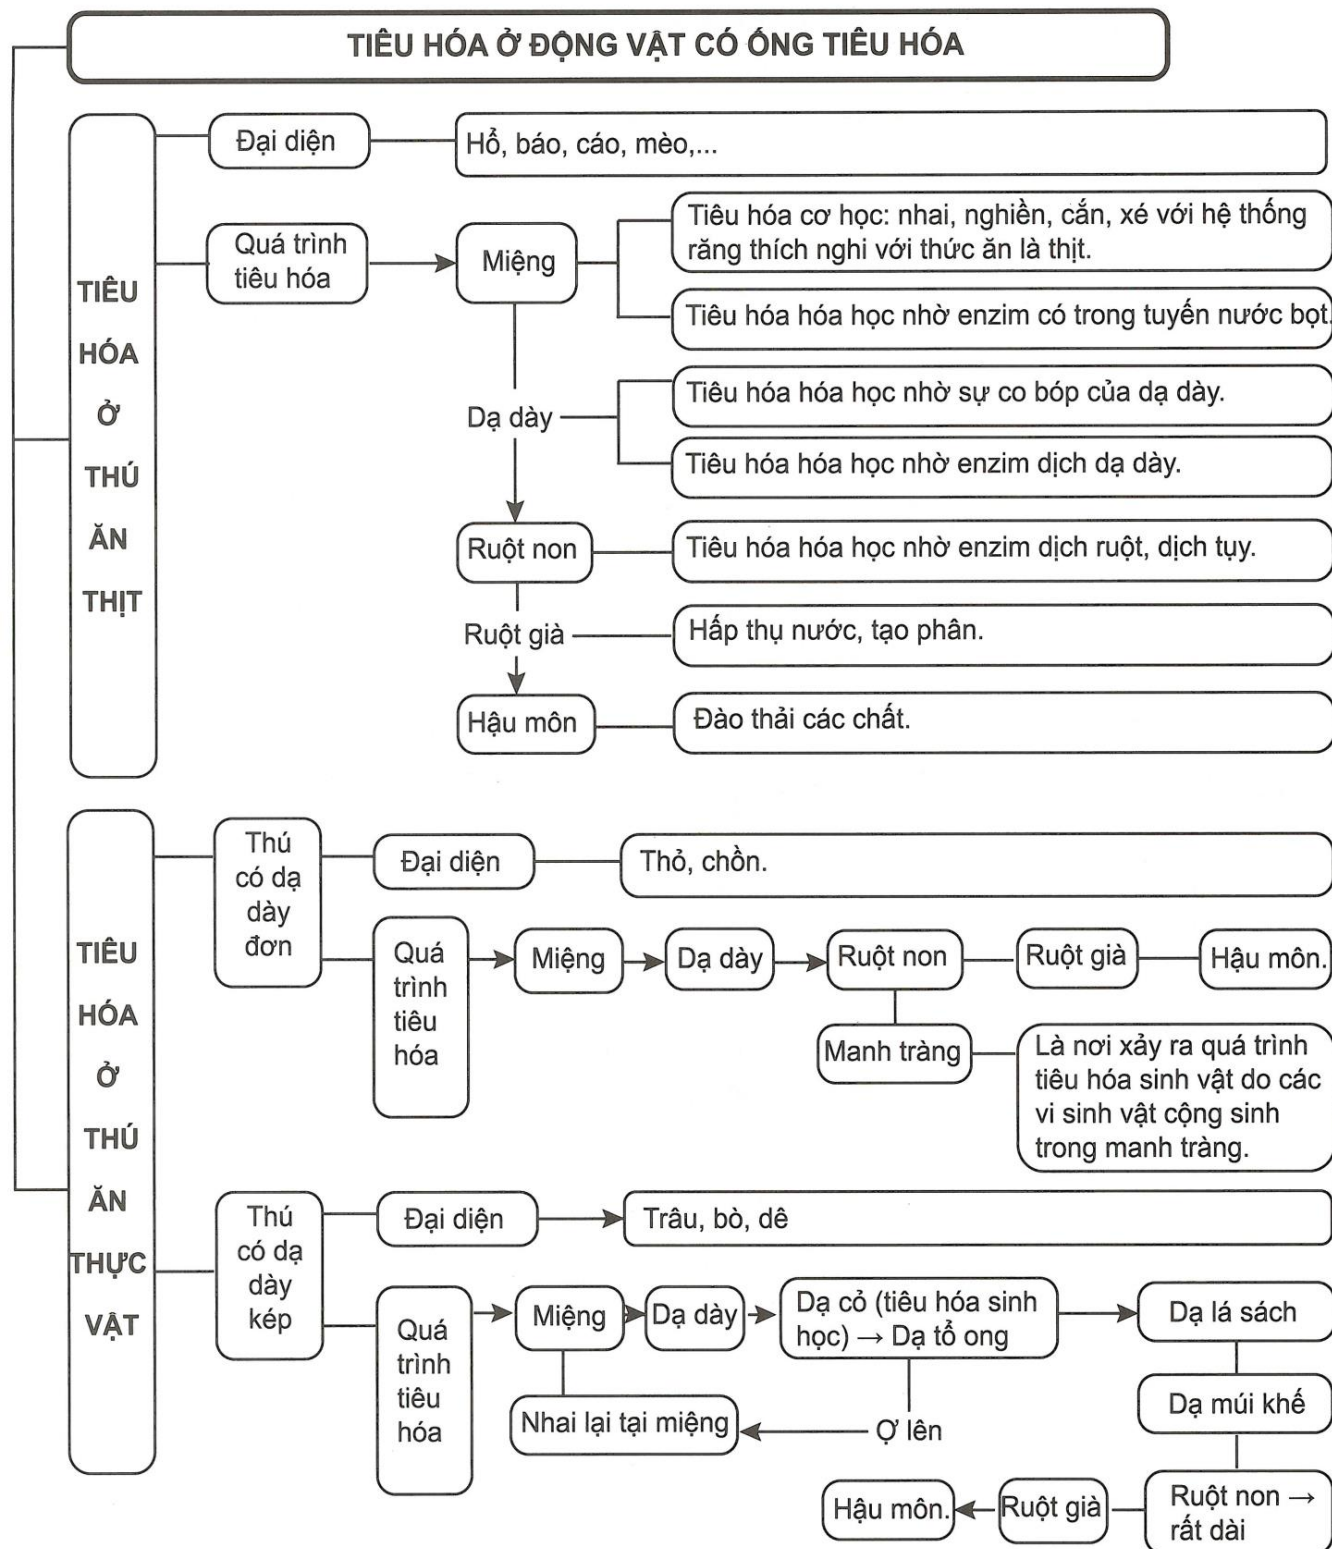 TIÊU HÓA Ở ĐỘNG VẬT CÓ ỐNG TIÊU HÓA
TIÊU
HÓA
Ở
THÚ
ĂN
THỊT
Đại diện
Hổ, báo, cáo, mèo,...
Quá trình
tiêu hóa
Miệng
Tiêu hóa cơ học: nhai, nghiền, cắn, xé với hệ thống
răng thích nghi với thức ăn là thịt.
Tiêu hóa hóa học nhờ enzim có trong tuyến nước bọt.
Dạ dày
Tiêu hóa hóa học nhờ sự co bóp của dạ dày.
Tiêu hóa hóa học nhờ enzim dịch dạ dày.
Ruột non
Tiêu hóa hóa học nhờ enzim dịch ruột, dịch tụy.
Ruột già
Hấp thụ nước, tạo phân.
Hậu môn
Đào thải các chất.
TIÊU
HÓA
Ở
THÚ
ĂN
THỰC
VẬT
Thú
có dạ
dày
đơn
Đại diện
Thỏ, chồn.
Quá
trình
tiêu
hóa
Miệng
Dạ dày
Ruột non
Ruột già
Hậu môn.
Manh tràng
Là nơi xảy ra quá trình
tiêu hóa sinh vật do các
vi sinh vật cộng sinh
trong manh tràng.
Thú
có dạ
dày
kép
Đại diện
Trâu, bò, dê
Quá
trình
tiêu
hóa
Miệng
Dạ dày
Dạ cỏ (tiêu hóa sinh
học) → Dạ tổ ong
Dạ lá sách
Dạ múi khế
Nhai lại tại miệng
Ợ lên
Ruột non →
rất dài
Ruột già
Hậu môn.